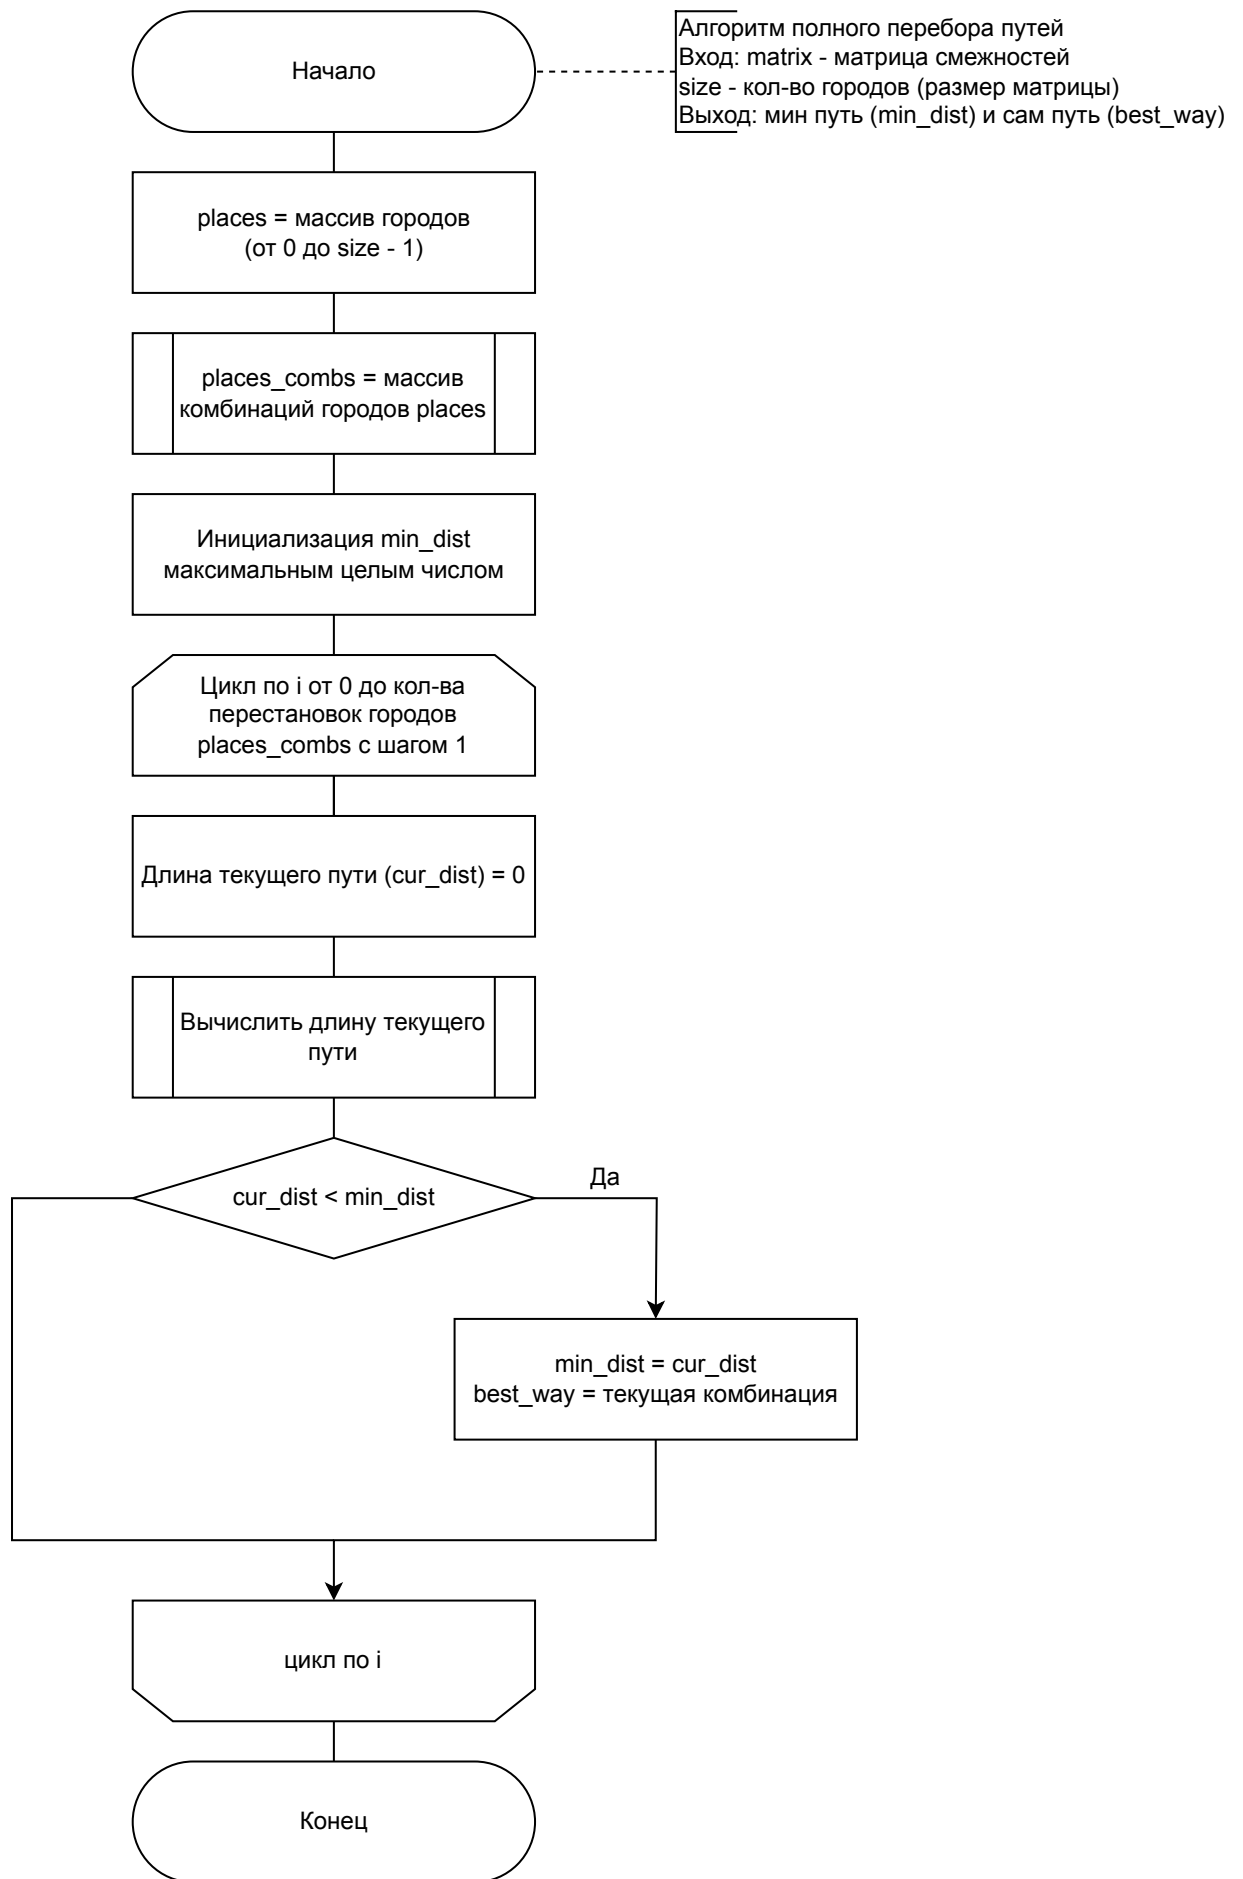 Начало
Алгоритм полного перебора путей
Вход: matrix - матрица смежностей
size - кол-во городов (размер матрицы)
Выход: мин путь (min_dist) и сам путь (best_way)
places = массив городов
(от 0 до size - 1)
places_combs = массив
комбинаций городов places
Инициализация min_dist
максимальным целым числом
Цикл по i от 0 до кол-ва
перестановок городов
places_combs с шагом 1
Длина текущего пути (cur_dist) = 0
Вычислить длину текущего
пути
cur_dist < min_dist
Да
min_dist = cur_dist
best_way = текущая комбинация
цикл по i
Конец